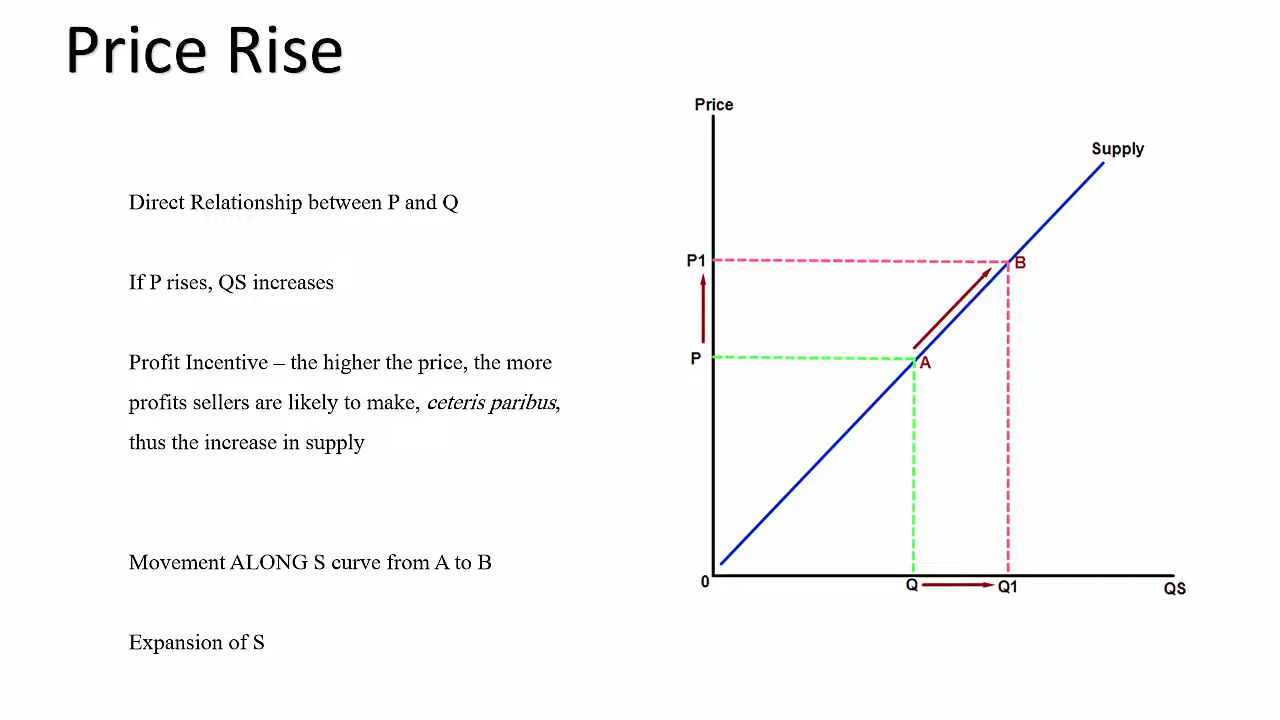 Price Rise
Direct Relationship between P and Q
If P rises, QS increases
Profit Incentive – the higher the price, the more
profits sellers are likely to make, ceteris paribus,
thus the increase in supply
Movement ALONG S curve from A to B
Expansion of S
Price
Supply
P1
B
P
A
0
Q
Q1
QS